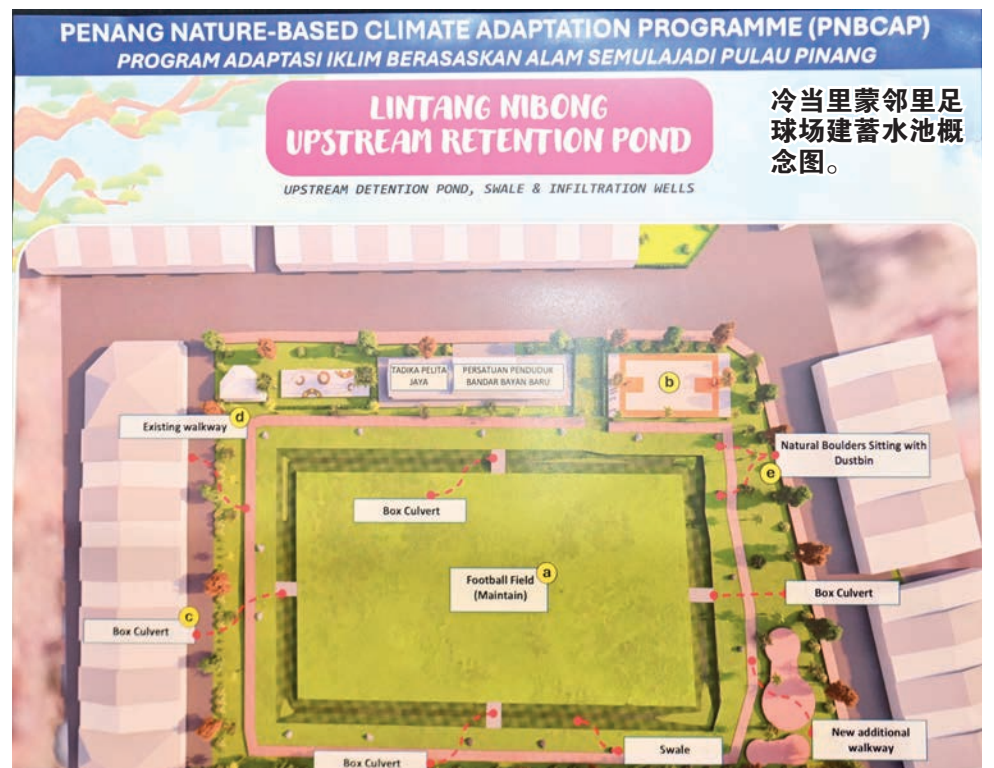 PENANG NATURE-BASED CLIMATE ADAPTATION PROGRAMME (PNBCAP)
PROGRAM ADAPTASI IKLIM BERASASKAN ALAM SEMULAJADI PULAU PINANG
LINTANG NIBONG
UPSTREAM RETENTION POND
UPSTREAM DETENTION POND, SWALE & INFILTRATION WELLS
冷当里蒙邻里足
球场建蓄水池概
念图。
TADIKA PELITA
JAYA
PERSATUAN PENDUDUK
BANDAR BAYAN BARU
b
d
Existing walkway
Natural Boulders Sitting with
Dustbin
e
Box Culvert
a
Football Field
(Maintain)
Box Culvert
c
Box Culvert
New additional
walkway
Swale
Box Culvert